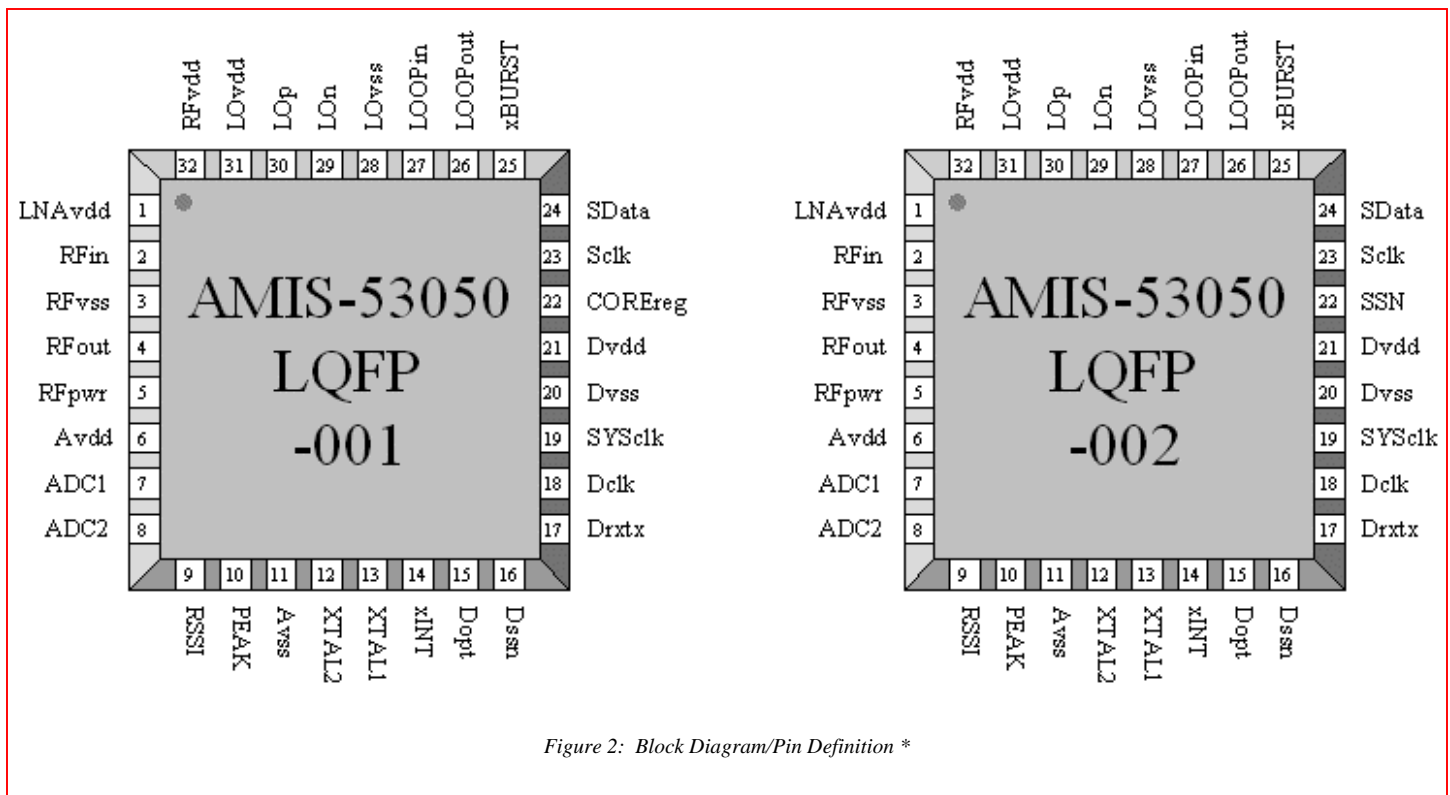 RFvdd LOvdd LOp LOn LOvss LOOPin LOOPout xBURST
32 31 30 29 28 27 26 25
LNAvdd 1
RFin 2
RFvss 3
RFout 4
RFpwr 5
Avdd 6
ADC1 7
ADC2 8
AMIS-53050
LQFP
-001
24 SData
23 Sclk
22 COREreg
21 Dvdd
20 Dvss
19 SYSclk
18 Dclk
17 Drxtx
9 10 11 12 13 14 15 16
RSSI PEAK Avss XTAL2 XTAL1 xINT Dopt Dssn
RFvdd LOvdd LOp LOn LOvss LOOPin LOOPout xBURST
32 31 30 29 28 27 26 25
LNAvdd 1
RFin 2
RFvss 3
RFout 4
RFpwr 5
Avdd 6
ADC1 7
ADC2 8
AMIS-53050
LQFP
-002
24 SData
23 Sclk
22 SSN
21 Dvdd
20 Dvss
19 SYSclk
18 Dclk
17 Drxtx
9 10 11 12 13 14 15 16
RSSI PEAK Avss XTAL2 XTAL1 xINT Dopt Dssn
Figure 2: Block Diagram/Pin Definition *